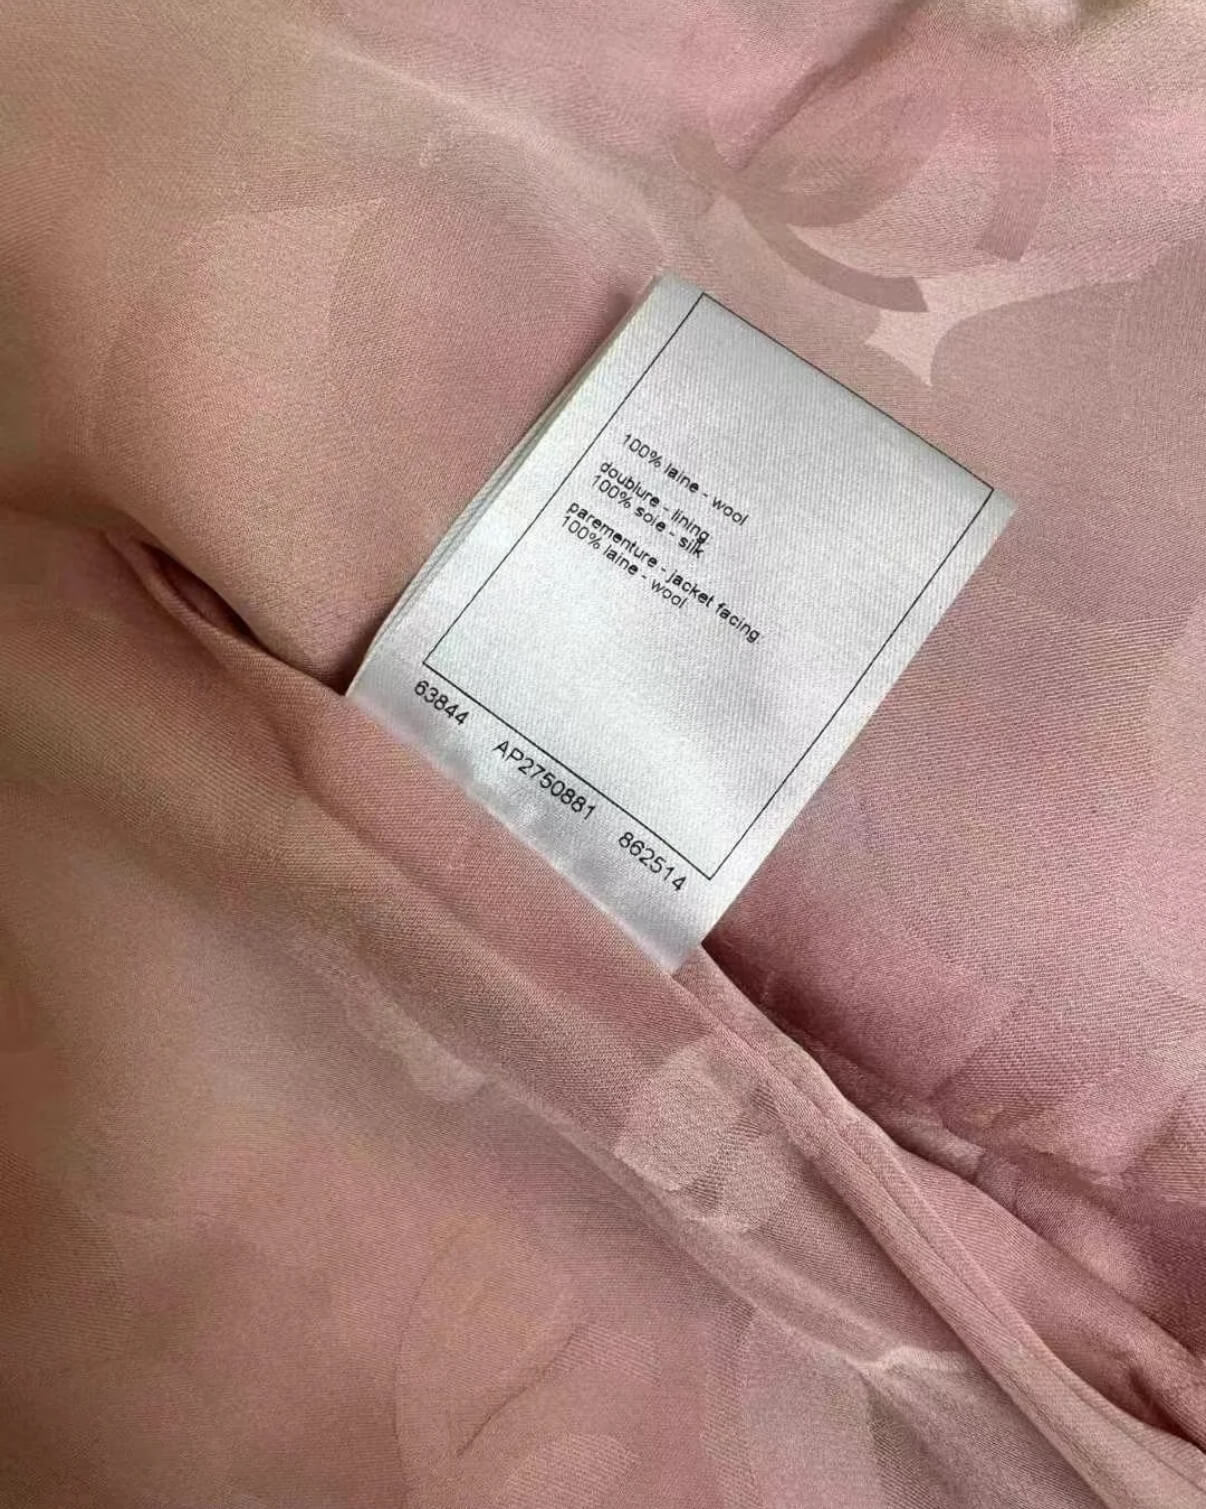 100% laine - wool
doublure - lining
100% soie - silk
parementure - jacket facing
100% laine - wool
63844 AP2750881 862514